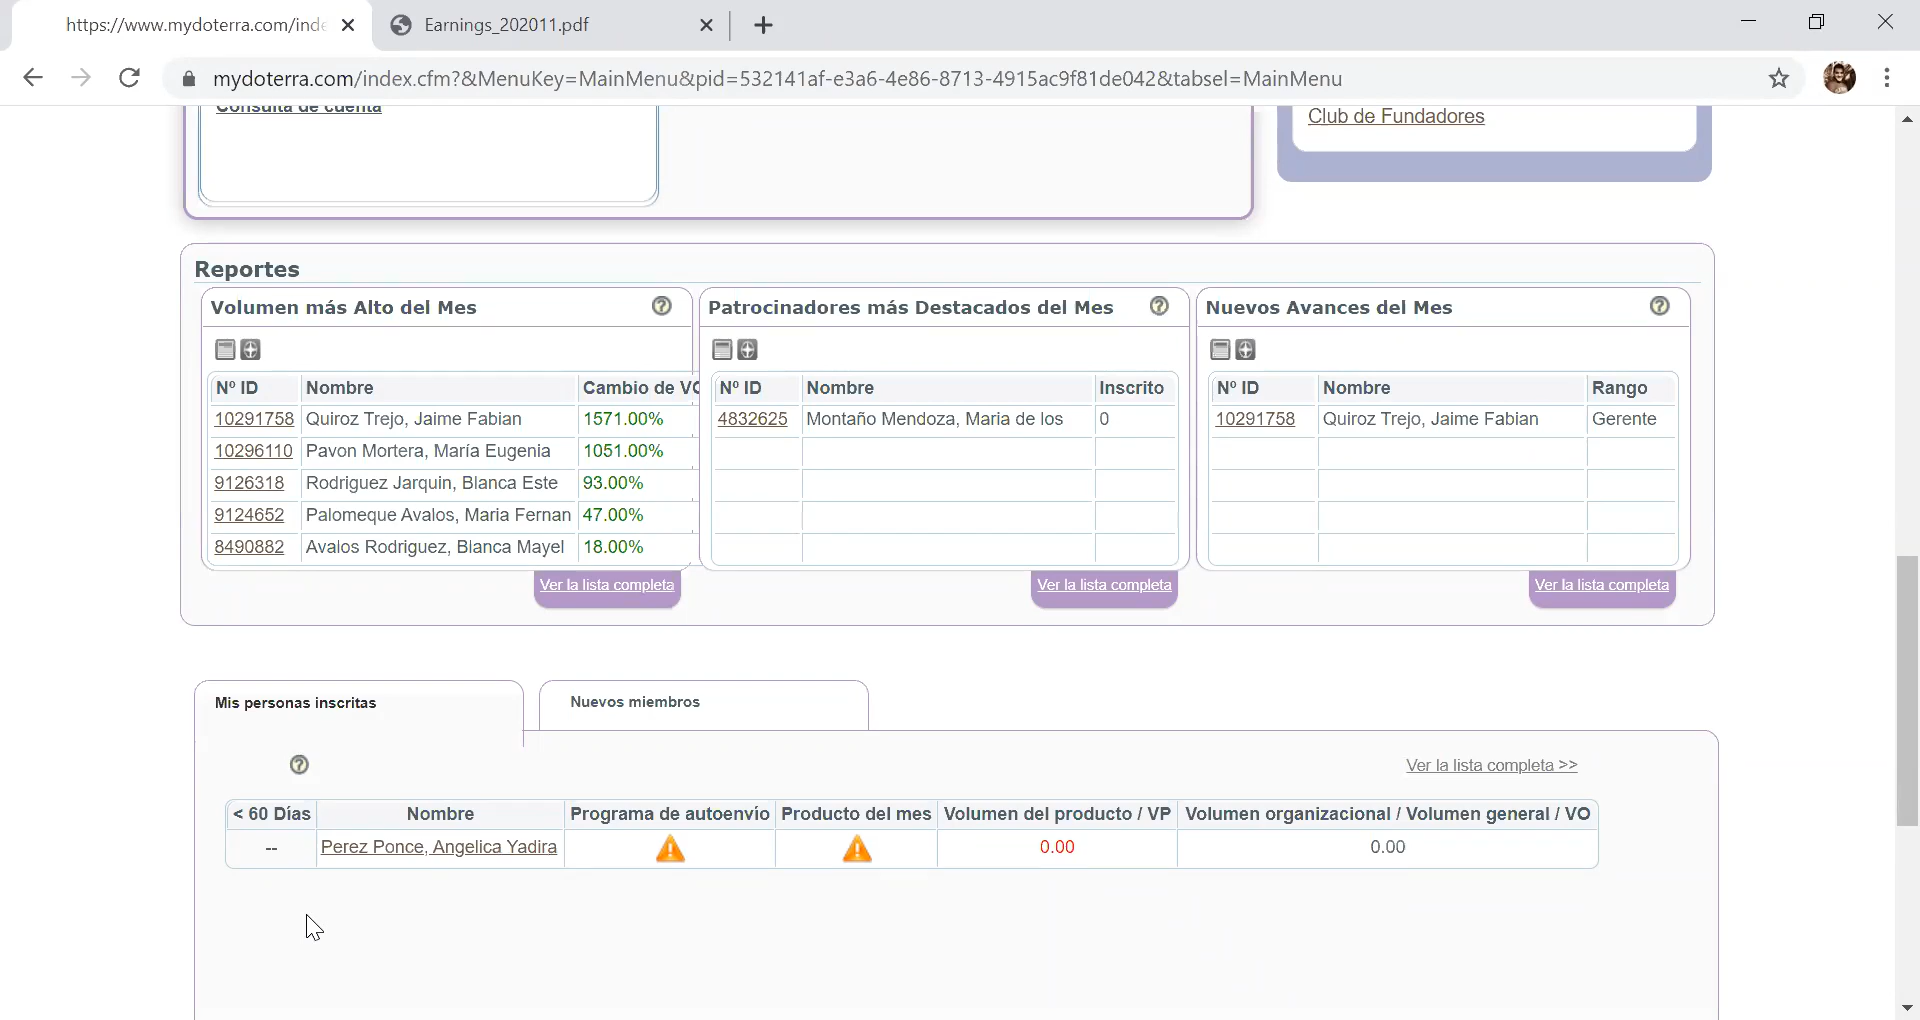 https://www.mydoterra.com/inde
Earnings_202011.pdf
mydoterra.com/index.cfm?&MenuKey=MainMenu&pid=532141af-e3a6-4e86-8713-4915ac9f81de042&tabsel=MainMenu
Consulta de cuenta
Club de Fundadores
Reportes
Volumen más Alto del Mes
Nº ID Nombre Cambio de VO
10291758 Quiroz Trejo, Jaime Fabian 1571.00%
10296110 Pavon Mortera, María Eugenia 1051.00%
9126318 Rodriguez Jarquin, Blanca Este 93.00%
9124652 Palomeque Avalos, Maria Fernan 47.00%
8490882 Avalos Rodriguez, Blanca Mayel 18.00%
Ver la lista completa
Patrocinadores más Destacados del Mes
Nº ID Nombre Inscrito
4832625 Montaño Mendoza, Maria de los 0
Ver la lista completa
Nuevos Avances del Mes
Nº ID Nombre Rango
10291758 Quiroz Trejo, Jaime Fabian Gerente
Ver la lista completa
Mis personas inscritas
Nuevos miembros
Ver la lista completa >>
< 60 Días Nombre Programa de autoenvío Producto del mes Volumen del producto / VP Volumen organizacional / Volumen general / VO
-- Perez Ponce, Angelica Yadira 0.00 0.00